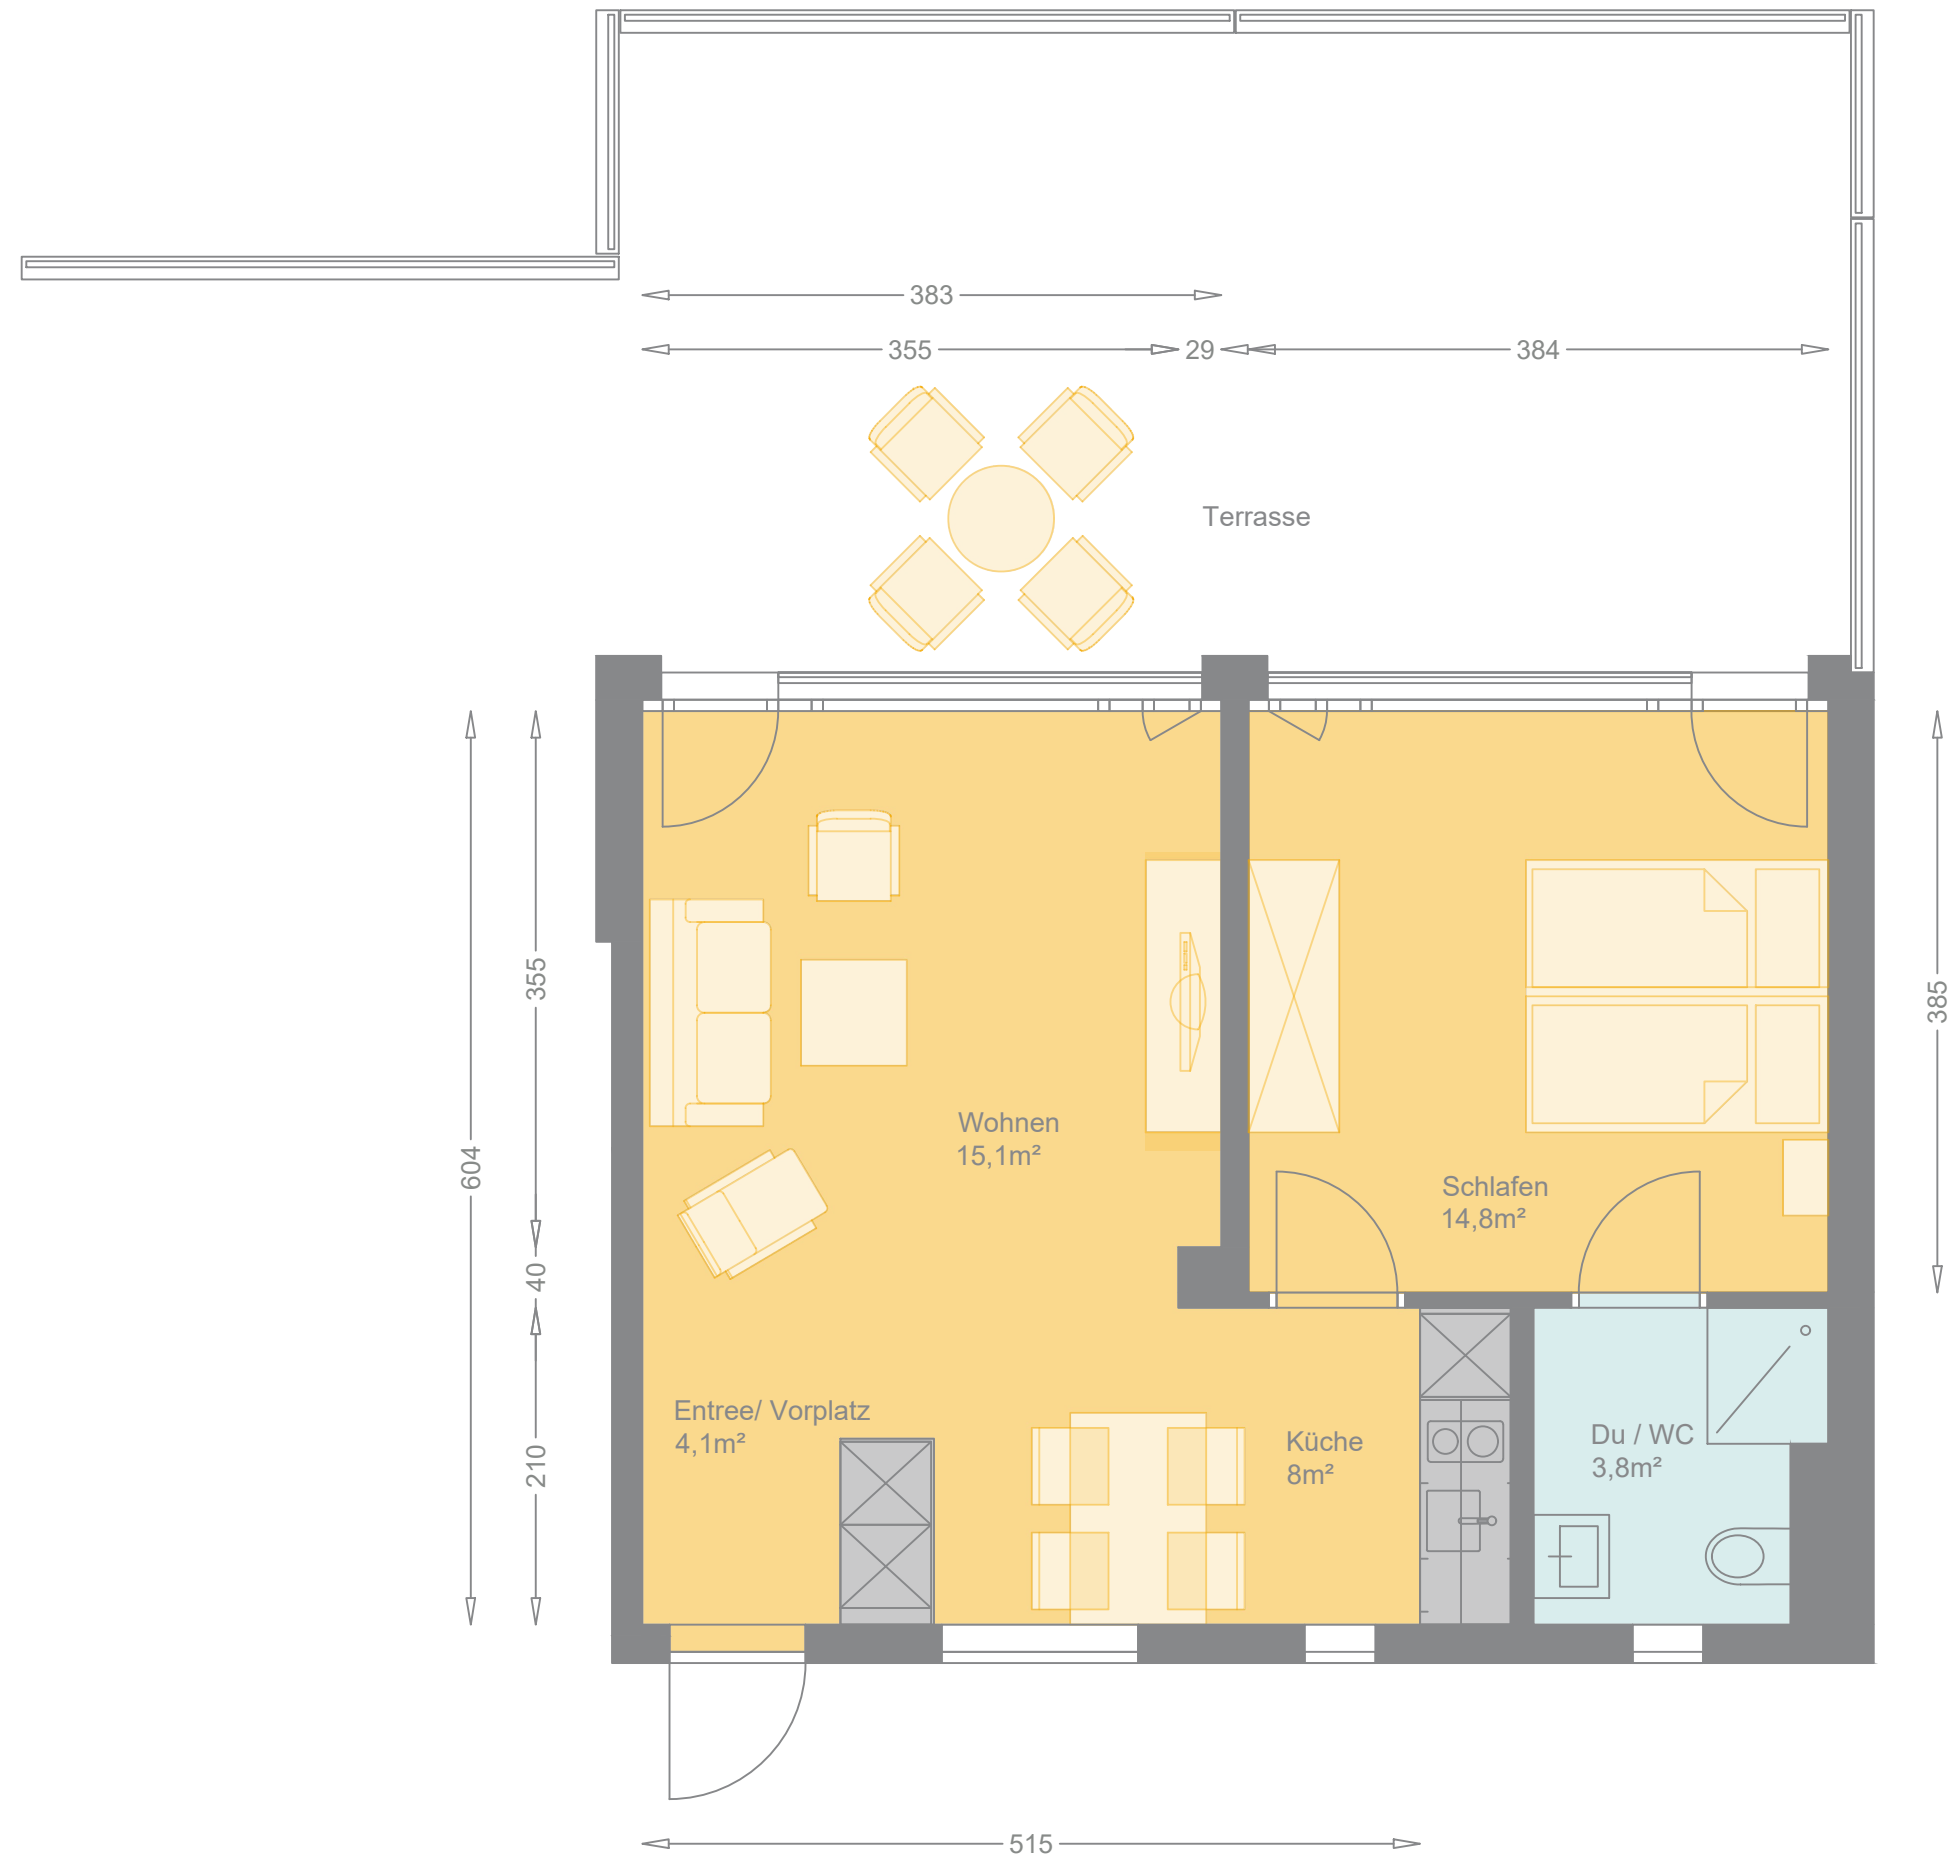 383
355
29
384
Terrasse
355
604
385
Wohnen
15,1m²
Schlafen
14,8m²
40
Entree/ Vorplatz
4,1m²
210
Küche
8m²
Du / WC
3,8m²
515